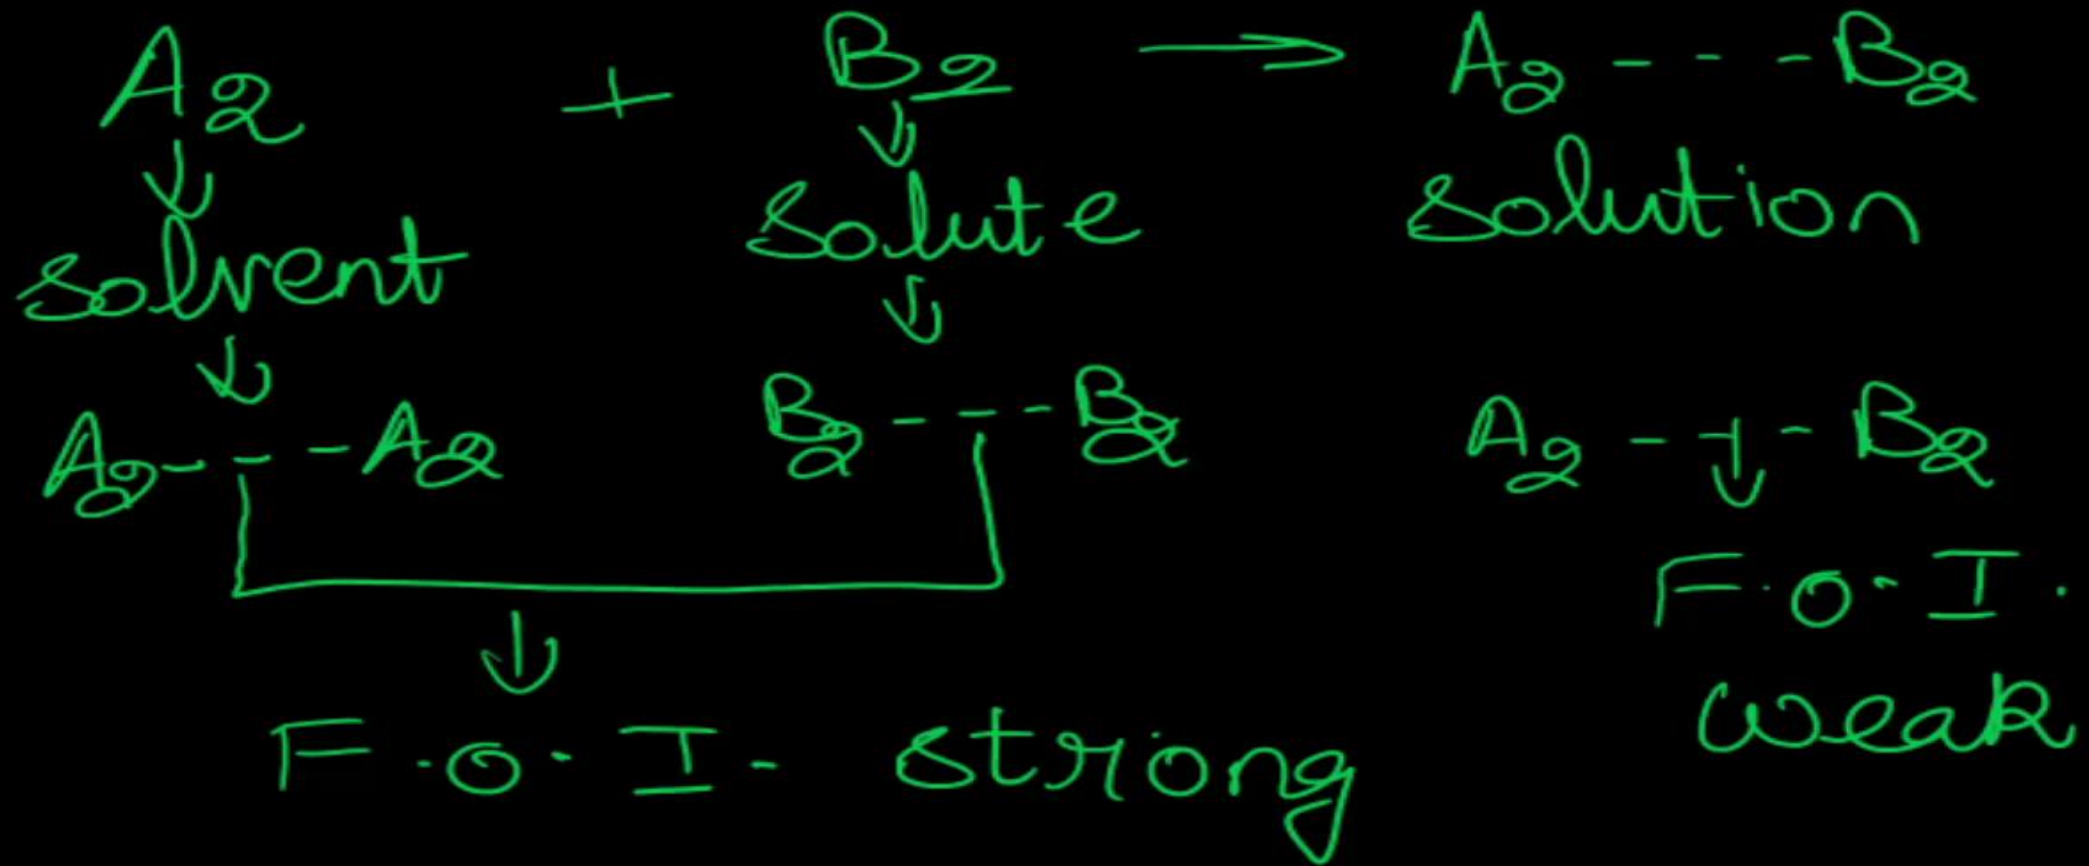 A2 + B2 → A2 - - - B2
solvent solute solution
A2 - - - A2 B2 - - - B2 A2 - - - B2
F.O.I. strong F.O.I. weak